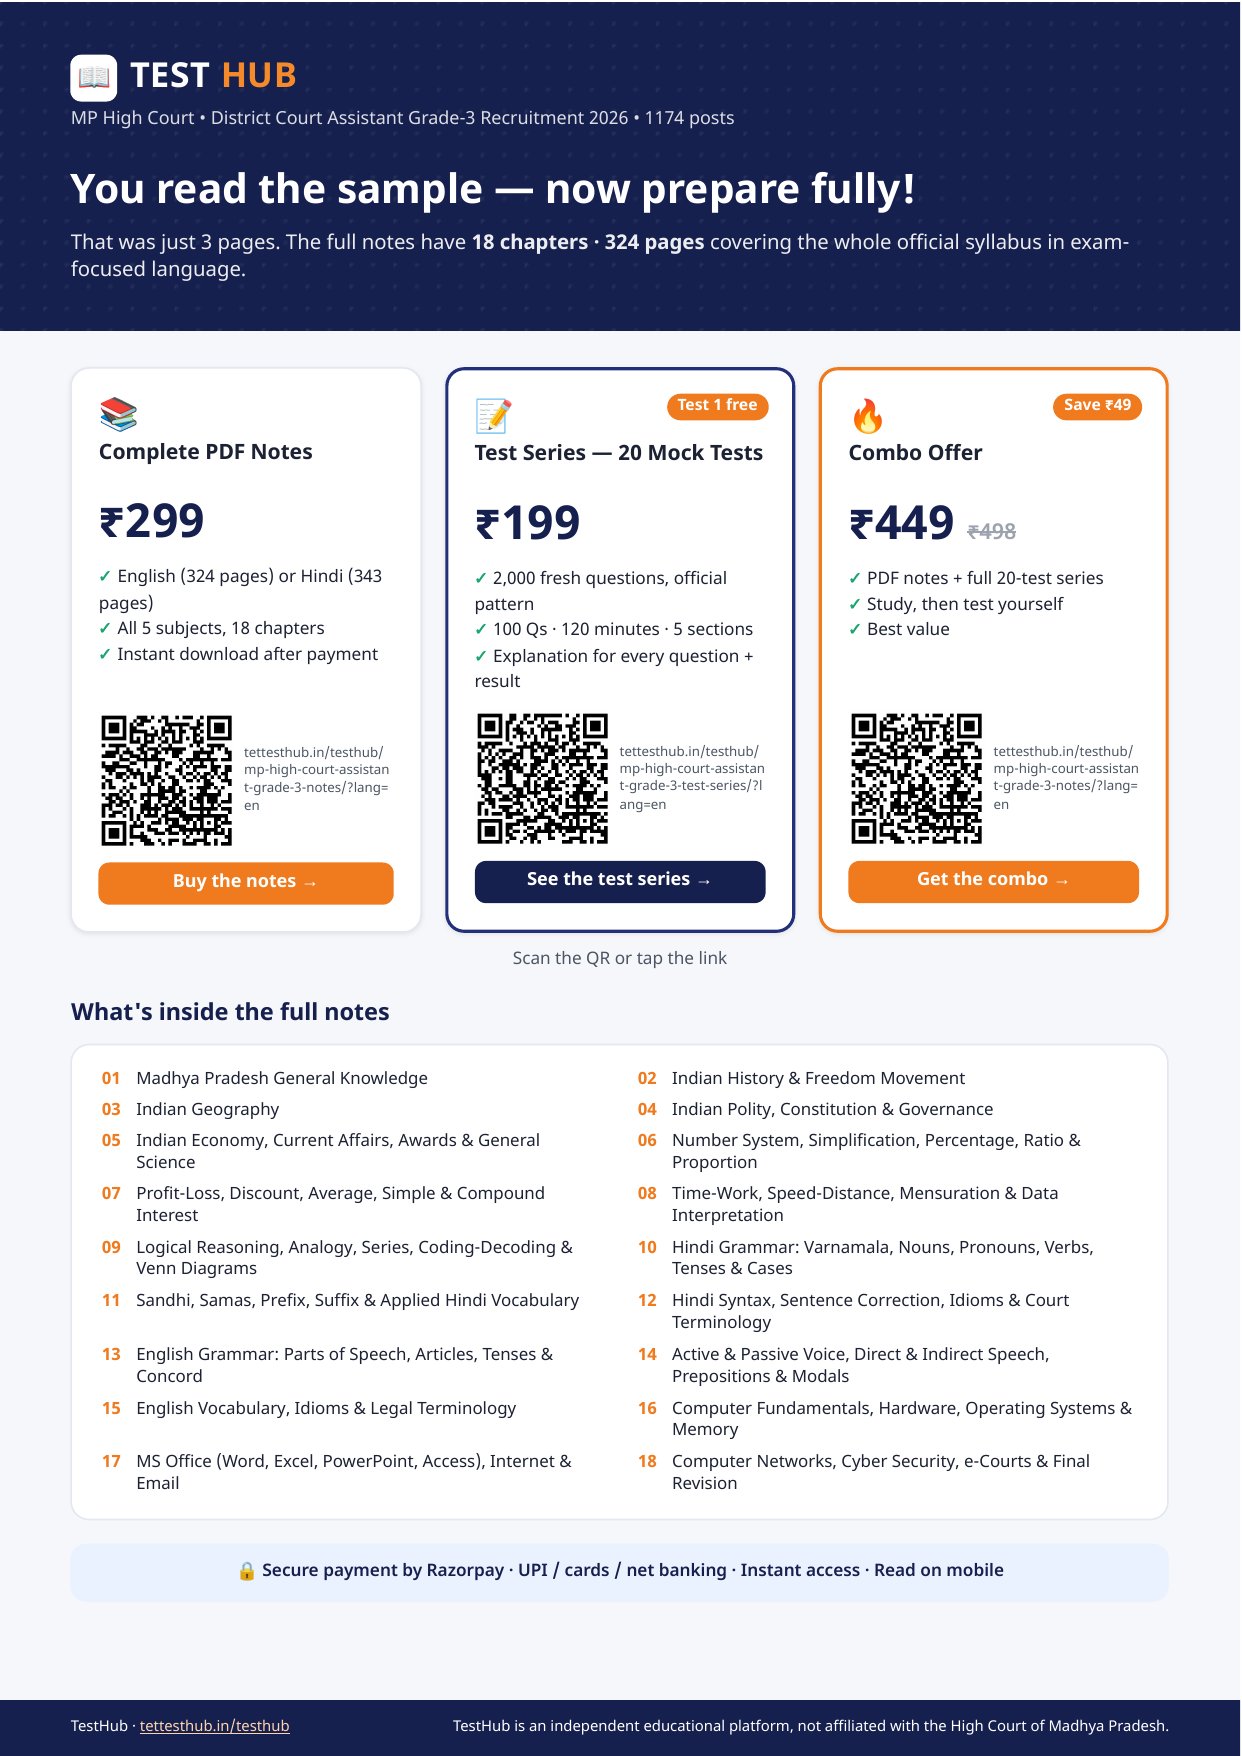 TEST HUB
MP High Court • District Court Assistant Grade-3 Recruitment 2026 • 1174 posts
You read the sample — now prepare fully!
That was just 3 pages. The full notes have 18 chapters · 324 pages covering the whole official syllabus in exam-
focused language.
Complete PDF Notes
₹299
✓ English (324 pages) or Hindi (343
pages)
✓ All 5 subjects, 18 chapters
✓ Instant download after payment
tettesthub.in/testhub/
mp-high-court-assistan
t-grade-3-notes/?lang=
en
Buy the notes →
Test 1 free
Test Series — 20 Mock Tests
₹199
✓ 2,000 fresh questions, official
pattern
✓ 100 Qs · 120 minutes · 5 sections
✓ Explanation for every question +
result
tettesthub.in/testhub/
mp-high-court-assistan
t-grade-3-test-series/?l
ang=en
See the test series →
Save ₹49
Combo Offer
₹449 ₹498
✓ PDF notes + full 20-test series
✓ Study, then test yourself
✓ Best value
tettesthub.in/testhub/
mp-high-court-assistan
t-grade-3-notes/?lang=
en
Get the combo →
Scan the QR or tap the link
What's inside the full notes
01 Madhya Pradesh General Knowledge
02 Indian History & Freedom Movement
03 Indian Geography
04 Indian Polity, Constitution & Governance
05 Indian Economy, Current Affairs, Awards & General
Science
06 Number System, Simplification, Percentage, Ratio &
Proportion
07 Profit-Loss, Discount, Average, Simple & Compound
Interest
08 Time-Work, Speed-Distance, Mensuration & Data
Interpretation
09 Logical Reasoning, Analogy, Series, Coding-Decoding &
Venn Diagrams
10 Hindi Grammar: Varnamala, Nouns, Pronouns, Verbs,
Tenses & Cases
11 Sandhi, Samas, Prefix, Suffix & Applied Hindi Vocabulary
12 Hindi Syntax, Sentence Correction, Idioms & Court
Terminology
13 English Grammar: Parts of Speech, Articles, Tenses &
Concord
14 Active & Passive Voice, Direct & Indirect Speech,
Prepositions & Modals
15 English Vocabulary, Idioms & Legal Terminology
16 Computer Fundamentals, Hardware, Operating Systems &
Memory
17 MS Office (Word, Excel, PowerPoint, Access), Internet &
Email
18 Computer Networks, Cyber Security, e-Courts & Final
Revision
Secure payment by Razorpay · UPI / cards / net banking · Instant access · Read on mobile
TestHub · tettesthub.in/testhub
TestHub is an independent educational platform, not affiliated with the High Court of Madhya Pradesh.